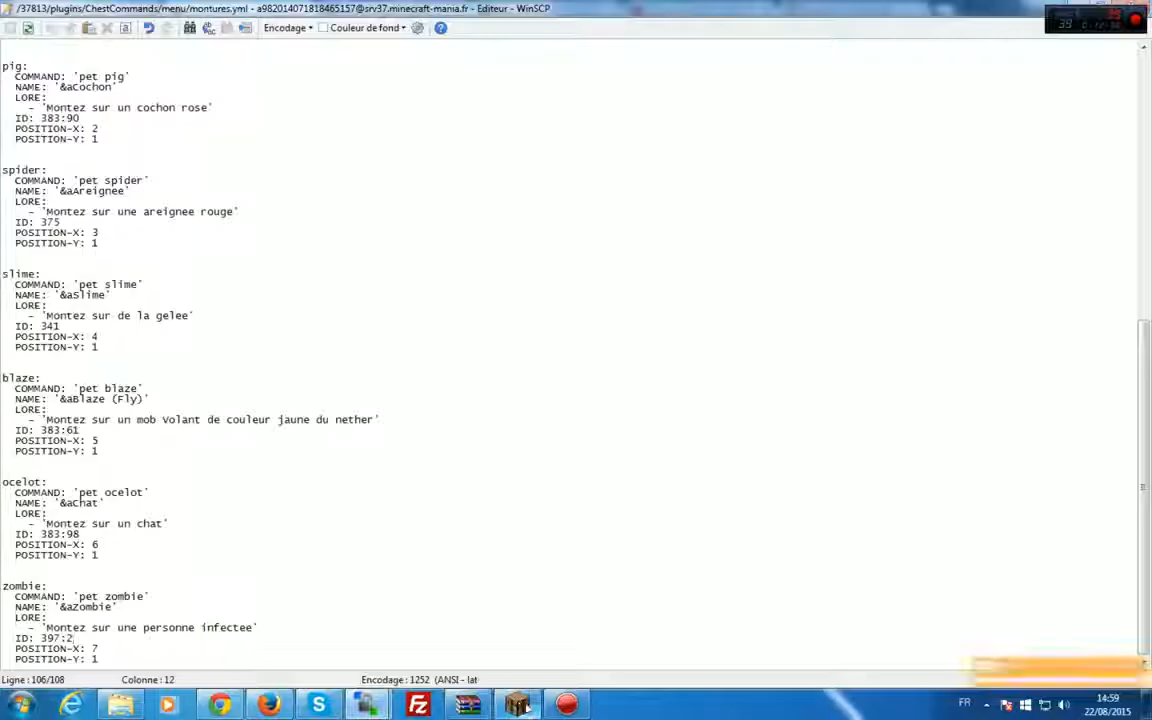 /37813/plugins/ChestCommands/menu/montures.yml - a9820140718184651 57@srv37.minecraft-mania.fr - Editeur - WinSCP
Encodage
Couleur de fond
39
pig:
COMMAND: 'pet pig'
NAME: '&aCochon'
LORE:
- 'Montez sur un cochon rose'
ID: 383:90
POSITION-X: 2
POSITION-Y: 1
spider:
COMMAND: 'pet spider'
NAME: '&aAreignee'
LORE:
- 'Montez sur une areignee rouge'
ID: 375
POSITION-X: 3
POSITION-Y: 1
slime:
COMMAND: 'pet slime'
NAME: '&aSlime'
LORE:
- 'Montez sur de la gelee'
ID: 341
POSITION-X: 4
POSITION-Y: 1
blaze:
COMMAND: 'pet blaze'
NAME: '&aBlaze (Fly)'
LORE:
- 'Montez sur un mob Volant de couleur jaune du nether'
ID: 383:61
POSITION-X: 5
POSITION-Y: 1
ocelot:
COMMAND: 'pet ocelot'
NAME: '&aChat'
LORE:
- 'Montez sur un chat'
ID: 383:98
POSITION-X: 6
POSITION-Y: 1
zombie:
COMMAND: 'pet zombie'
NAME: '&aZombie'
LORE:
- 'Montez sur une personne infectee'
ID: 397:2
POSITION-X: 7
POSITION-Y: 1
Ligne : 106/108 Colonne : 12 Encodage : 1252 (ANSI - lat
FR 14:59
22/08/2015